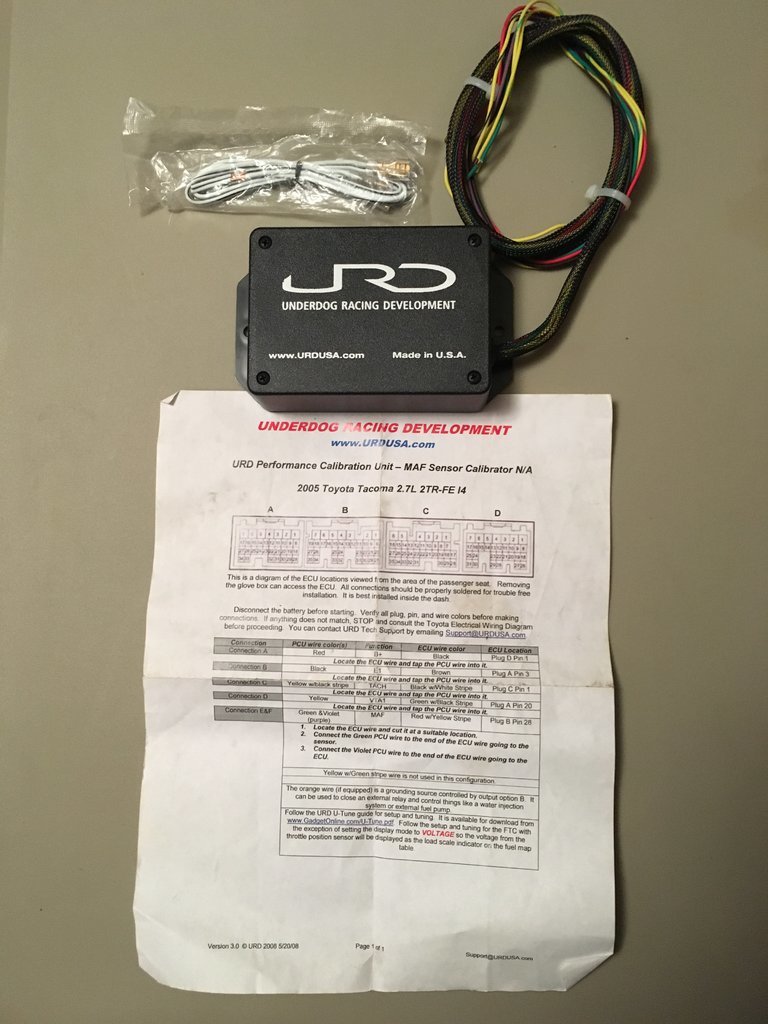 URD
UNDERDOG RACING DEVELOPMENT
www.URDUSA.com Made in U.S.A.
UNDERDOG RACING DEVELOPMENT
www.URDUSA.com
URD Performance Calibration Unit – MAF Sensor Calibrator N/A
2005 Toyota Tacoma 2.7L 2TR-FE I4
A B C D
This is a diagram of the ECU locations viewed from the area of the passenger seat. Removing
the glove box can access the ECU. All connections should be properly soldered for trouble free
installation. It is best installed inside the dash.
Disconnect the battery before starting. Verify all plug, pin, and wire colors before making
connections. If anything does not match, STOP and consult the Toyota Electrical Wiring Diagram
before proceeding. You can contact URD Tech Support by emailing Support@URDUSA.com.
Connection PCU wire color(s) Function ECU wire color ECU Location
Connection A Red B+ Black Plug D Pin 1
Locate the ECU wire and tap the PCU wire into it.
Connection B Black E1 Brown Plug A Pin 3
Locate the ECU wire and tap the PCU wire into it.
Connection C Yellow w/black stripe TACH Black w/White Stripe Plug C Pin 1
Locate the ECU wire and tap the PCU wire into it.
Connection D Yellow VTA1 Green w/Black Stripe Plug A Pin 20
Locate the ECU wire and tap the PCU wire into it.
Connection E&F Green &Violet (purple) MAF Red w/Yellow Stripe Plug B Pin 28
1. Locate the ECU wire and cut it at a suitable location.
2. Connect the Green PCU wire to the end of the ECU wire going to the
sensor.
3. Connect the Violet PCU wire to the end of the ECU wire going to the
ECU.
Yellow w/Green stripe wire is not used in this configuration.
The orange wire (if equipped) is a grounding source controlled by output option B. It
can be used to close an external relay and control things like a water injection
system or external fuel pump.
Follow the URD U-Tune guide for setup and tuning. It is available for download from
www.GadgetOnline.com/U-Tune.pdf. Follow the setup and tuning for the FTC with
the exception of setting the display mode to VOLTAGE so the voltage from the
throttle position sensor will be displayed as the load scale indicator on the fuel map
table.
Version 3.0 © URD 2008 5/20/08 Page 1 of 1 Support@URDUSA.com